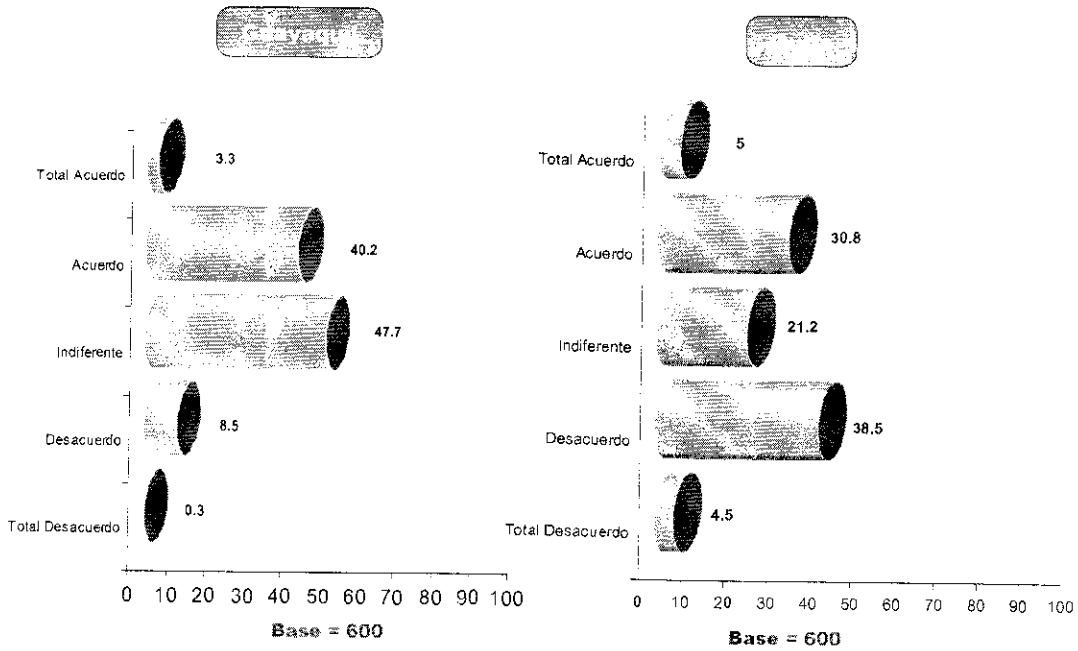 Guayaquil
Total Acuerdo
3.3
Acuerdo
40.2
Indiferente
47.7
Desacuerdo
8.5
Total Desacuerdo
0.3
0 10 20 30 40 50 60 70 80 90 100
Base = 600
Total Acuerdo
5
Acuerdo
30.8
Indiferente
21.2
Desacuerdo
38.5
Total Desacuerdo
4.5
0 10 20 30 40 50 60 70 80 90 100
Base = 600